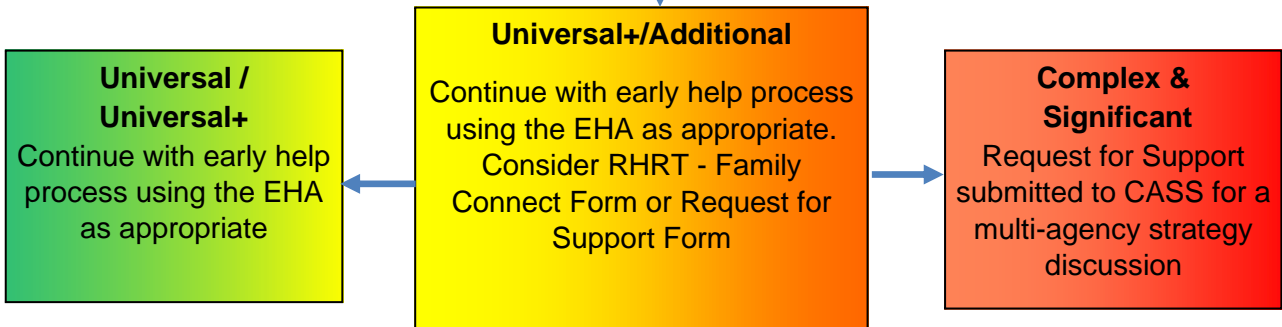 Universal /
Universal+
Continue with early help
process using the EHA
as appropriate
Universal+/Additional
Continue with early help process
using the EHA as appropriate.
Consider RHRT - Family
Connect Form or Request for
Support Form
Complex &
Significant
Request for Support
submitted to CASS for a
multi-agency strategy
discussion